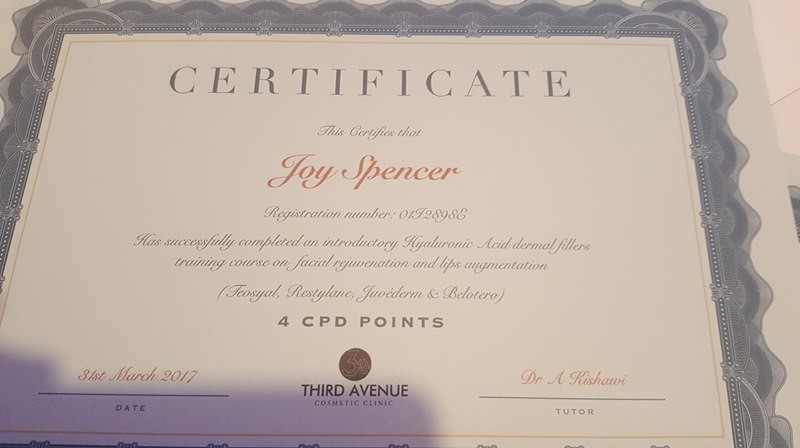 CERTIFICATE
This Certifies that
Joy Spencer
Registration number: 01I2898E
Has successfully completed an introductory Hyaluronic Acid dermal fillers
training course on facial rejuvenation and lips augmentation
(Teosyal, Restylane, Juvéderm & Belotero)
4 CPD POINTS
31st March 2017
DATE
THIRD AVENUE
COSMETIC CLINIC
Dr A Kishawi
TUTOR